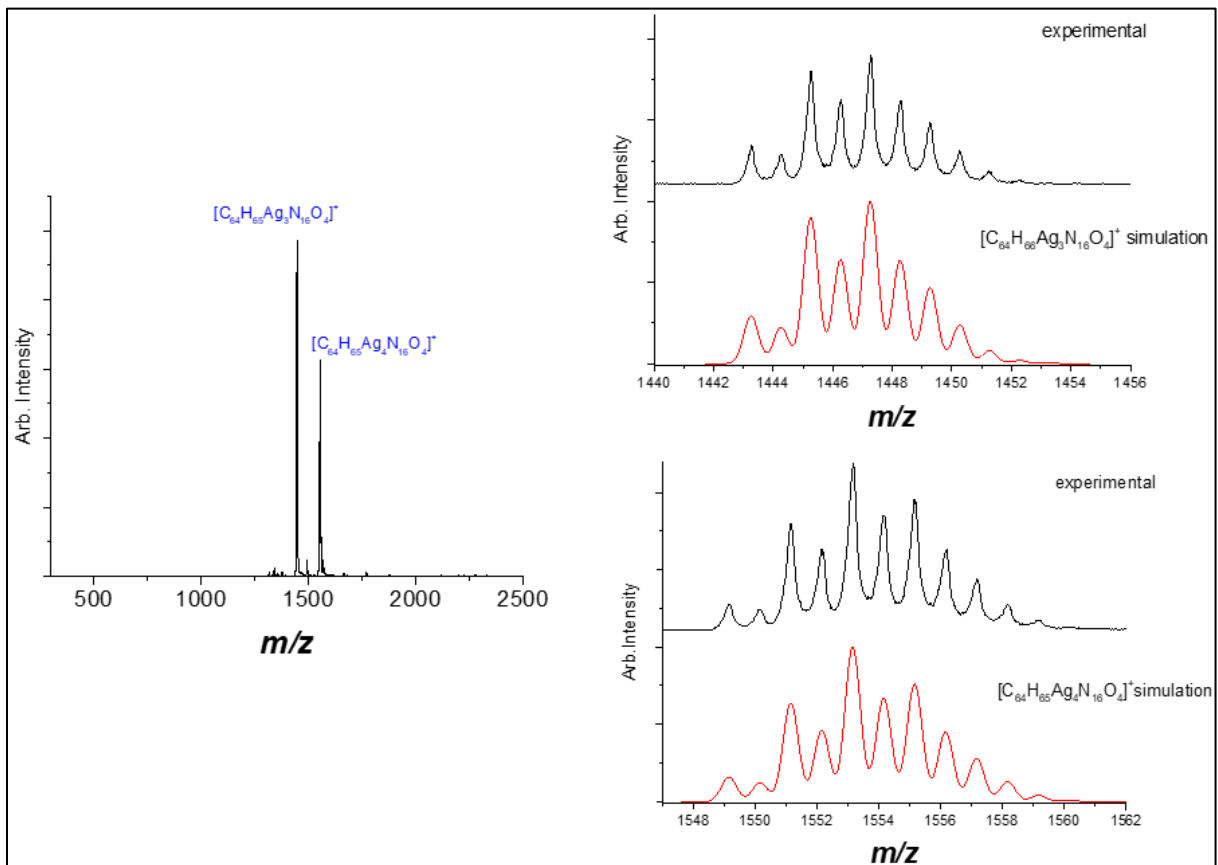 [C₆₄H₆₅Ag₃N₁₆O₄]⁺
[C₆₄H₆₅Ag₄N₁₆O₄]⁺
Arb. Intensity
500 1000 1500 2000 2500
m/z
experimental
[C₆₄H₆₆Ag₃N₁₆O₄]⁺ simulation
Arb. Intensity
1440 1442 1444 1446 1448 1450 1452 1454 1456
m/z
experimental
[C₆₄H₆₅Ag₄N₁₆O₄]⁺simulation
Arb.Intensity
1548 1550 1552 1554 1556 1558 1560 1562
m/z